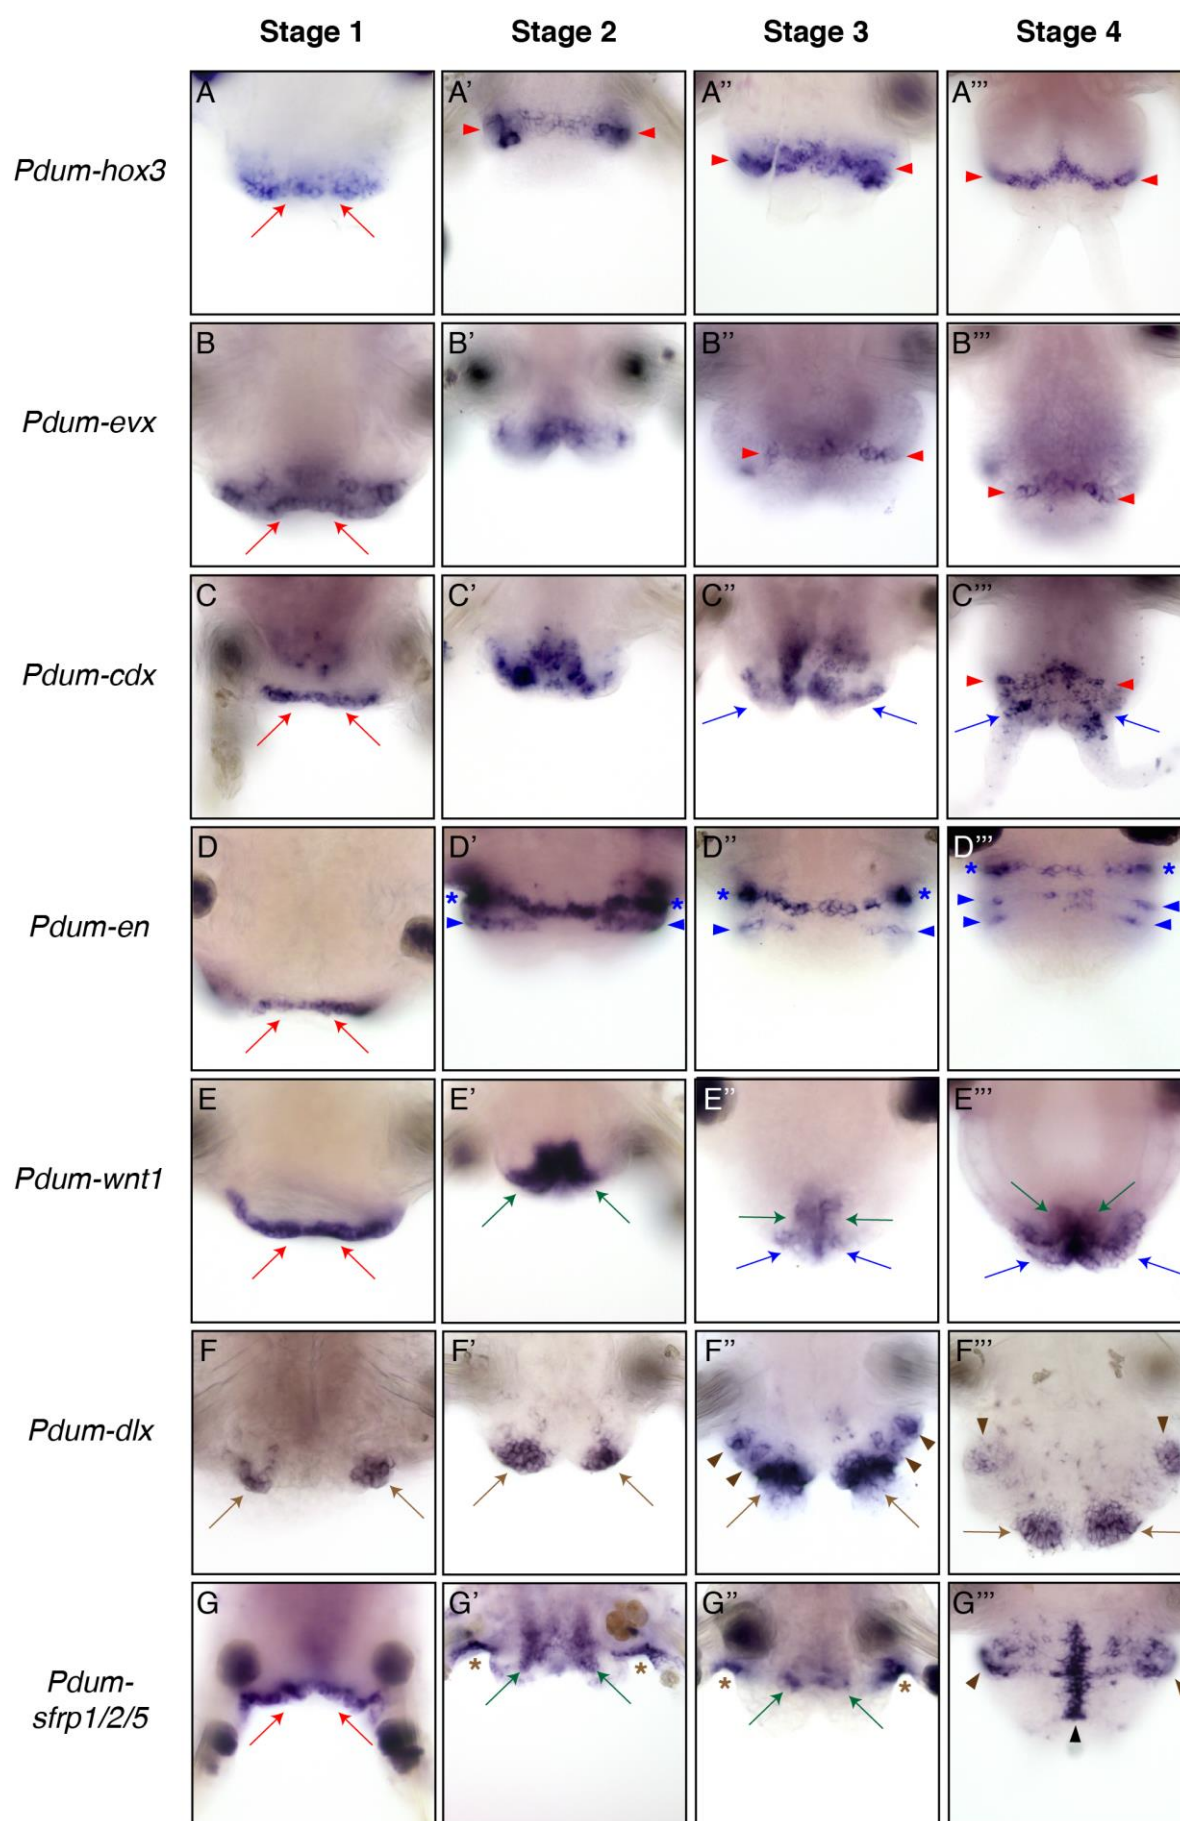 Stage 1 Stage 2 Stage 3 Stage 4
Pdum-hox3
A A’ A’’ A’’’
Pdum-evx
B B’ B’’ B’’’
Pdum-cdx
C C’ C’’ C’’’
Pdum-en
D D’ D’’ D’’’
* * * * * *
Pdum-wnt1
E E’ E’’ E’’’
Pdum-dlx
F F’ F’’ F’’’
Pdum-
sfrp1/2/5
G G’ G’’ G’’’
* * * *